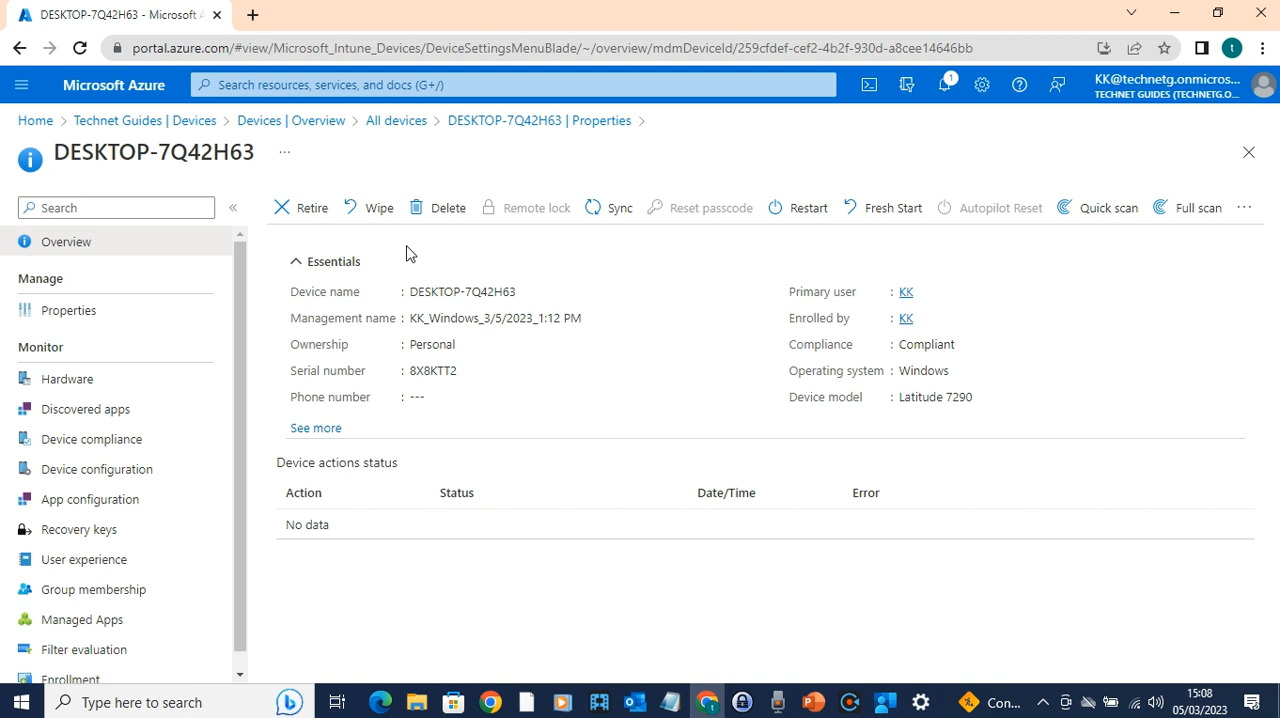 DESKTOP-7Q42H63 - Microsoft A
portal.azure.com/#view/Microsoft_Intune_Devices/DeviceSettingsMenuBlade/~/overview/mdmDeviceId/259cfdef-cef2-4b2f-930d-a8cee14646bb
t
Microsoft Azure
Search resources, services, and docs (G+/)
1
KK@technetg.onmicros...
TECHNET GUIDES (TECHNETG.O...
Home > Technet Guides | Devices > Devices | Overview > All devices > DESKTOP-7Q42H63 | Properties >
DESKTOP-7Q42H63 ...
Search
Retire Wipe Delete Remote lock Sync Reset passcode Restart Fresh Start Autopilot Reset Quick scan Full scan ...
Overview
Manage
Properties
Monitor
Hardware
Discovered apps
Device compliance
Device configuration
App configuration
Recovery keys
User experience
Group membership
Managed Apps
Filter evaluation
Enrollment
Essentials
Device name : DESKTOP-7Q42H63
Management name : KK_Windows_3/5/2023_1:12 PM
Ownership : Personal
Serial number : 8X8KTT2
Phone number : ---
See more
Primary user : KK
Enrolled by : KK
Compliance : Compliant
Operating system : Windows
Device model : Latitude 7290
Device actions status
Action Status Date/Time Error
No data
Type here to search
Con...
15:08
05/03/2023